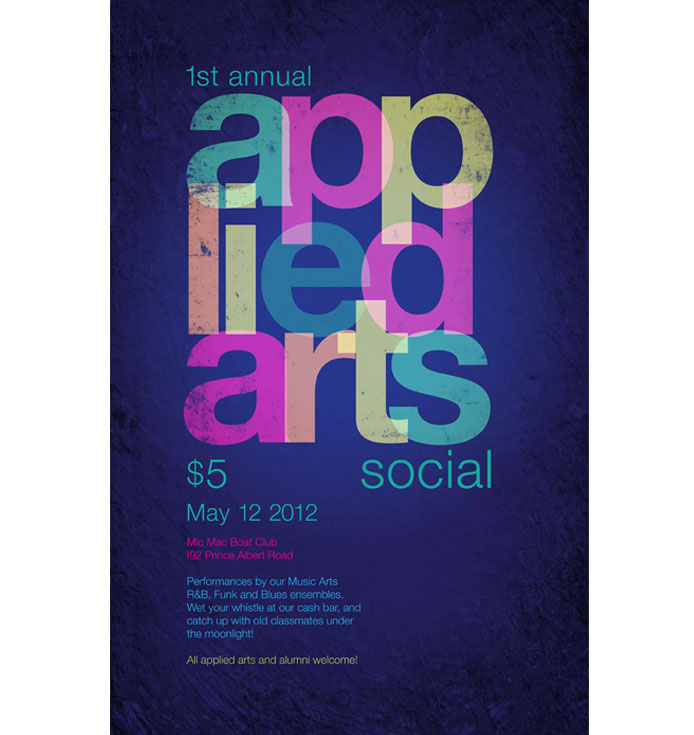 1st annual
app
lied
arts
$5 social
May 12 2012
Mic Mac Boat Club
192 Prince Albert Road
Performances by our Music Arts
R&B, Funk and Blues ensembles.
Wet your whistle at our cash bar, and
catch up with old classmates under
the moonlight!
All applied arts and alumni welcome!